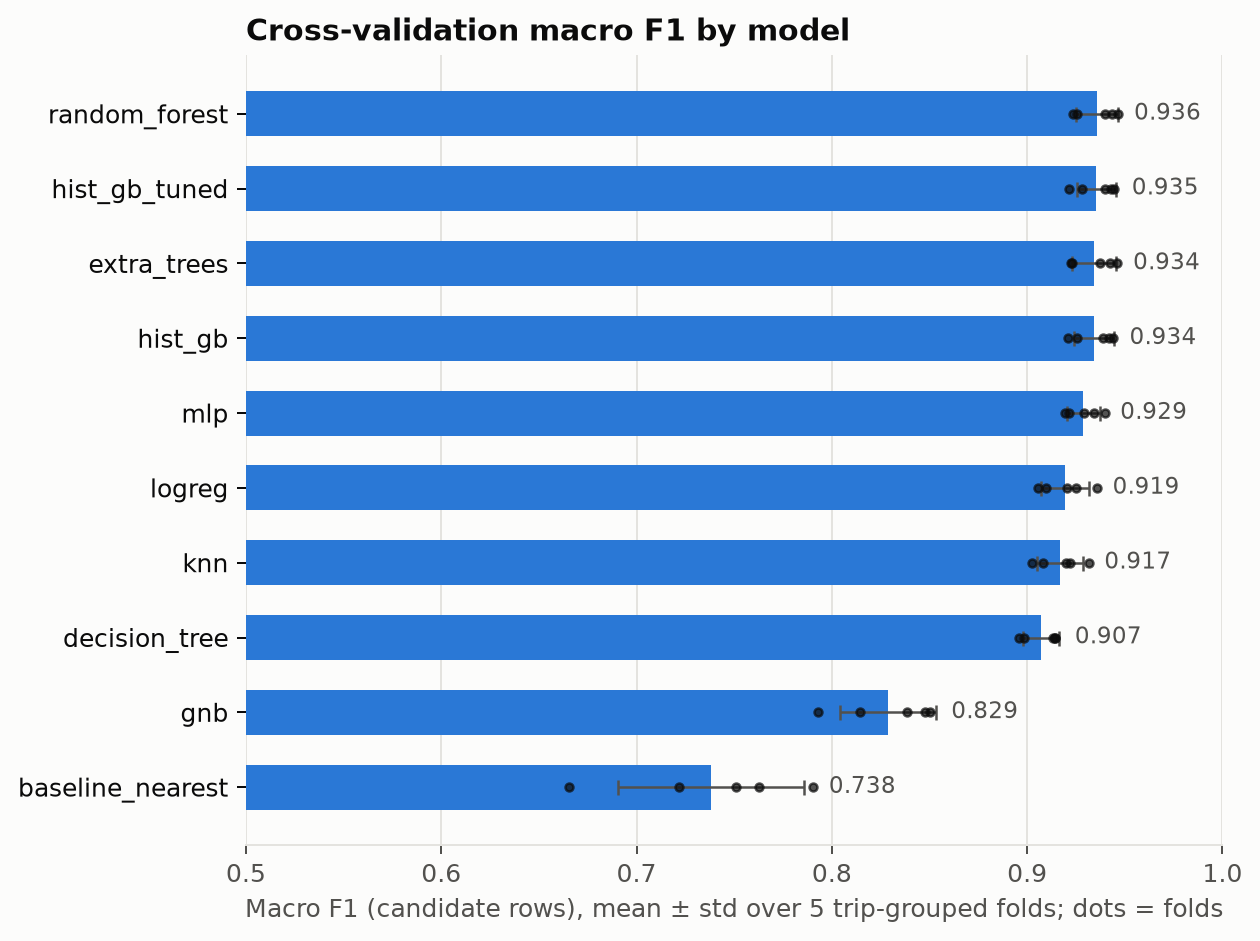 Cross-validation macro F1 by model
random_forest 0.936
hist_gb_tuned 0.935
extra_trees 0.934
hist_gb 0.934
mlp 0.929
logreg 0.919
knn 0.917
decision_tree 0.907
gnb 0.829
baseline_nearest 0.738
0.5 0.6 0.7 0.8 0.9 1.0
Macro F1 (candidate rows), mean ± std over 5 trip-grouped folds; dots = folds